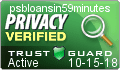 psbloansin59minutes
PRIVACY
VERIFIED
TRUST GUARD
Active 10-15-18